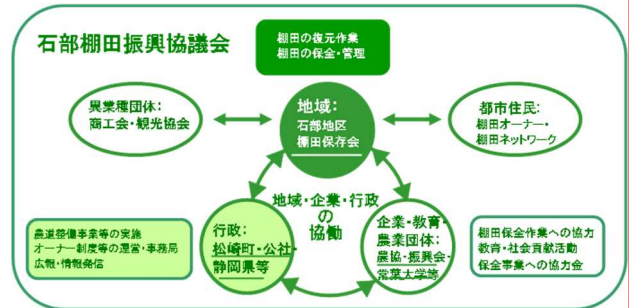 石部棚田振興協議会
棚田の復元作業
棚田の保全・管理
異業種団体:
商工会・観光協会
地域:
石部地区
棚田保存会
都市住民:
棚田オーナー・
棚田ネットワーク
地域・企業・行政
の
協働
農道整備事業等の実施
オーナー制度等の運営・事務局
広報・情報発信
行政:
松崎町・公社・
静岡県等
企業・教育・
農業団体:
農協・振興会・
常葉大学等
棚田保全作業への協力
教育・社会貢献活動
保全事業への協力金